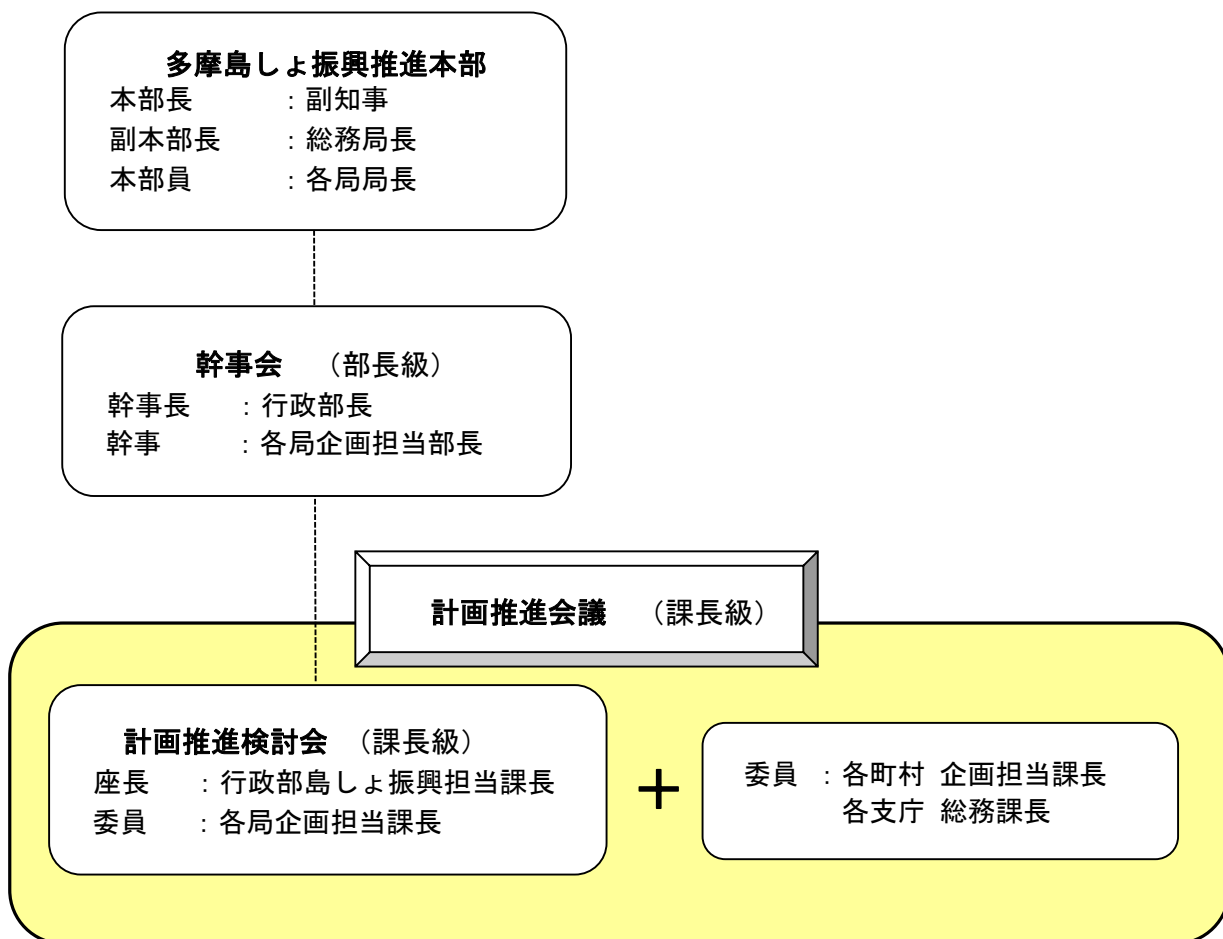 多摩島しょ振興推進本部
本部長　：副知事
副本部長　：総務局長
本部員　：各局局長
幹事会　（部長級）
幹事長　：行政部長
幹事　：各局企画担当部長
計画推進会議　（課長級）
計画推進検討会　（課長級）
座長　：行政部島しょ振興担当課長
委員　：各局企画担当課長
＋
委員　：各町村 企画担当課長
各支庁 総務課長